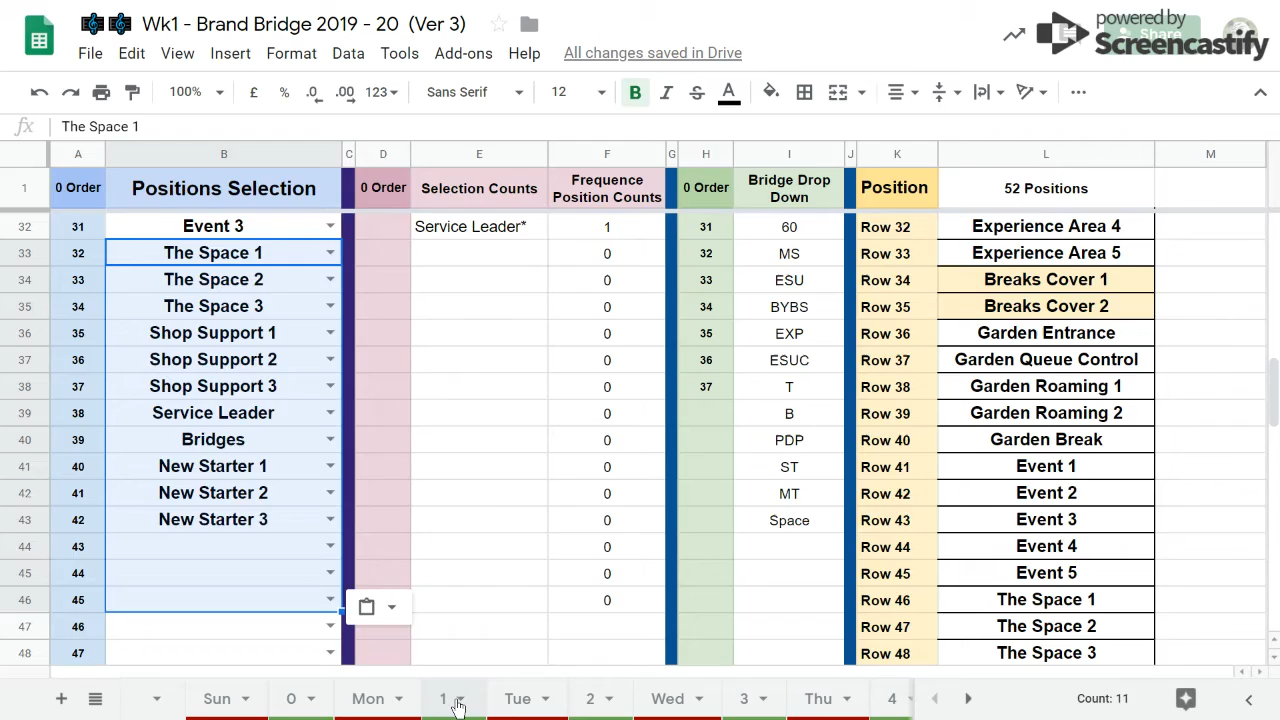 Wk1 - Brand Bridge 2019 - 20 (Ver 3)
powered by
Screencastify
Share
File Edit View Insert Format Data Tools Add-ons Help All changes saved in Drive
100% £ % .0 .00 123 Sans Serif 12 B I S A
fx The Space 1
A B C D E F G H I J K L M
1 0 Order Positions Selection 0 Order Selection Counts Frequence Position Counts 0 Order Bridge Drop Down Position 52 Positions
32 31 Event 3 Service Leader* 1 31 60 Row 32 Experience Area 4
33 32 The Space 1 0 32 MS Row 33 Experience Area 5
34 33 The Space 2 0 33 ESU Row 34 Breaks Cover 1
35 34 The Space 3 0 34 BYBS Row 35 Breaks Cover 2
36 35 Shop Support 1 0 35 EXP Row 36 Garden Entrance
37 36 Shop Support 2 0 36 ESUC Row 37 Garden Queue Control
38 37 Shop Support 3 0 37 T Row 38 Garden Roaming 1
39 38 Service Leader 0 B Row 39 Garden Roaming 2
40 39 Bridges 0 PDP Row 40 Garden Break
41 40 New Starter 1 0 ST Row 41 Event 1
42 41 New Starter 2 0 MT Row 42 Event 2
43 42 New Starter 3 0 Space Row 43 Event 3
44 43 0 Row 44 Event 4
45 44 0 Row 45 Event 5
46 45 0 Row 46 The Space 1
47 46 Row 47 The Space 2
48 47 Row 48 The Space 3
Sun 0 Mon 1 Tue 2 Wed 3 Thu 4 Count: 11